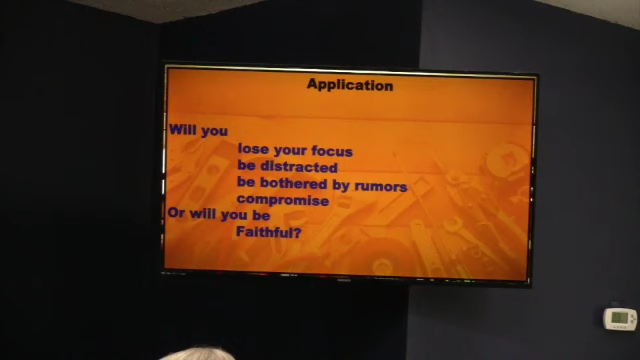 Application
Will you
lose your focus
be distracted
be bothered by rumors
compromise
Or will you be
Faithful?